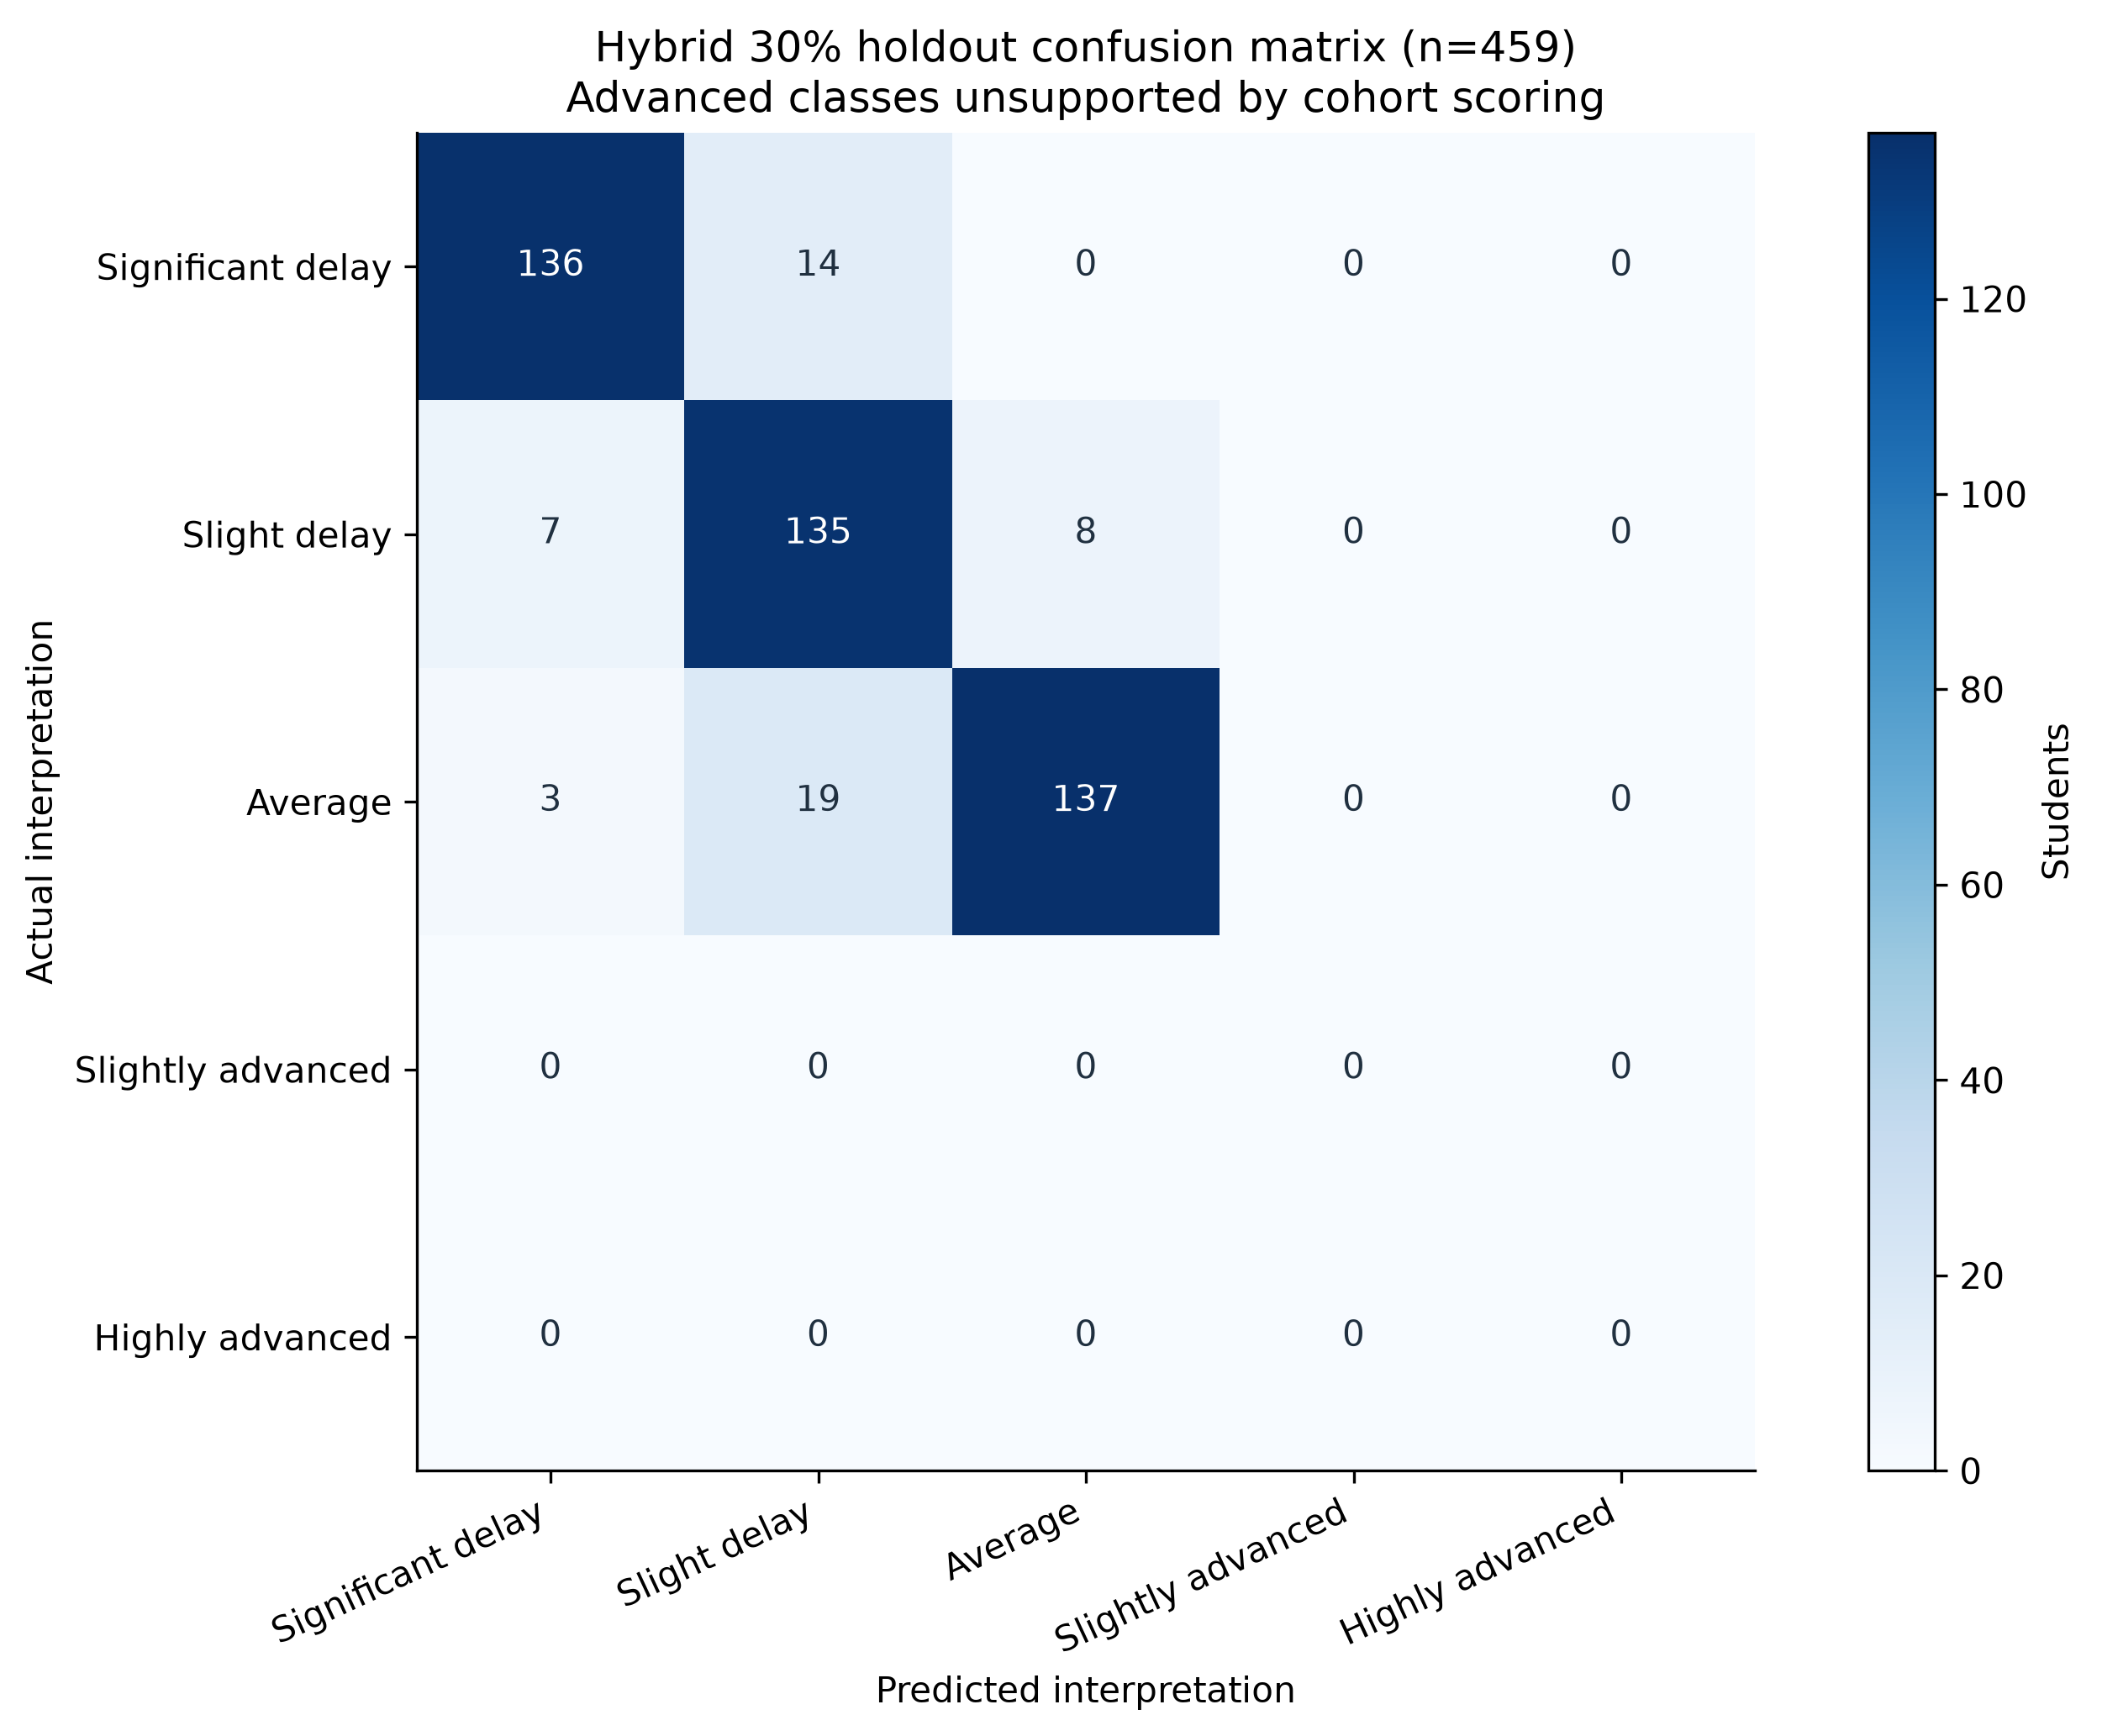 Hybrid 30% holdout confusion matrix (n=459)
Advanced classes unsupported by cohort scoring
Significant delay 136 14 0 0 0
Slight delay 7 135 8 0 0
Average 3 19 137 0 0
Slightly advanced 0 0 0 0 0
Highly advanced 0 0 0 0 0
Actual interpretation
Significant delay Slight delay Average Slightly advanced Highly advanced
Predicted interpretation
120
100
80
60
40
20
0
Students